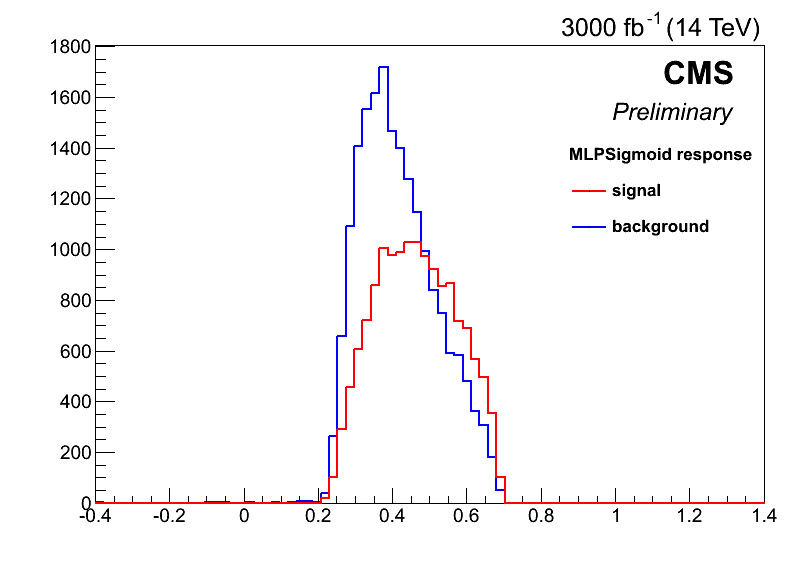 3000 fb-1 (14 TeV)
CMS
Preliminary
MLPSigmoid response
signal
background
1800
1600
1400
1200
1000
800
600
400
200
0
-0.4 -0.2 0 0.2 0.4 0.6 0.8 1 1.2 1.4